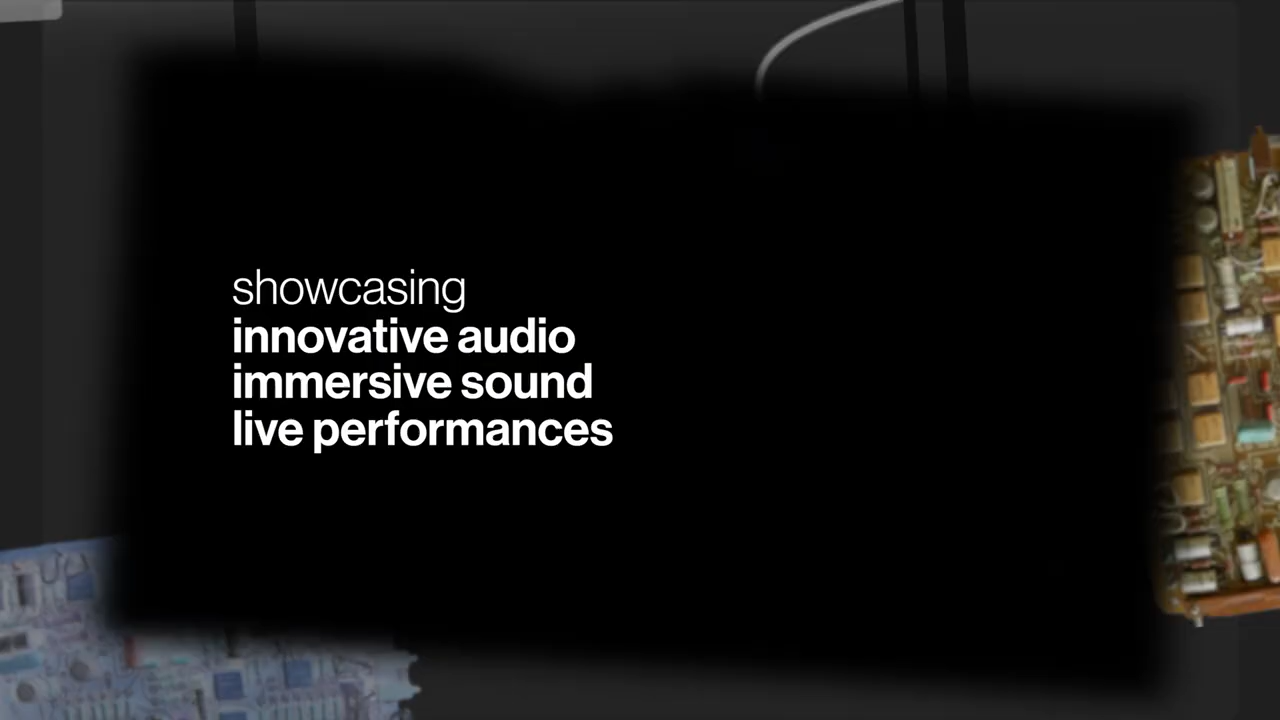 showcasing
innovative audio
immersive sound
live performances